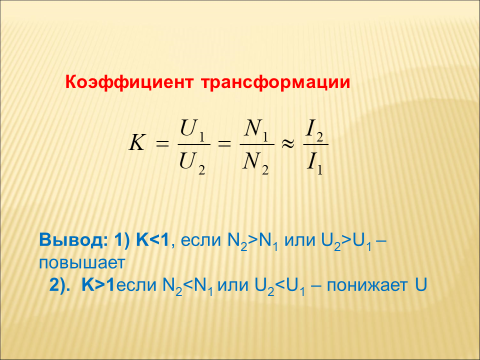 Коэффициент трансформации
K = U₁/U₂ = N₁/N₂ ≈ I₂/I₁
Вывод: 1) K<1, если N₂>N₁ или U₂>U₁ –
повышает
2). K>1если N₂<N₁ или U₂<U₁ – понижает U